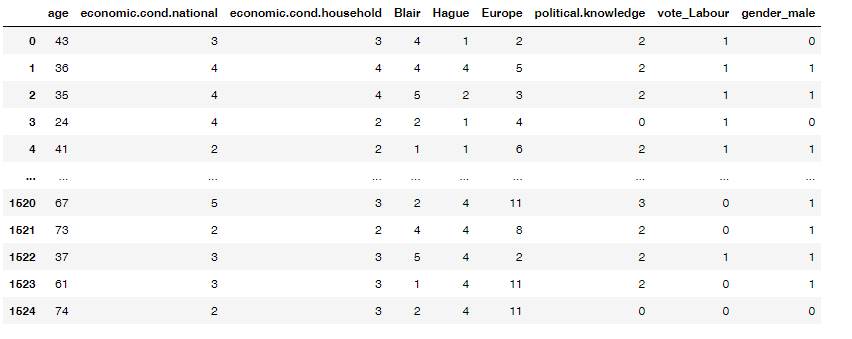 age economic.cond.national economic.cond.household Blair Hague Europe political.knowledge vote_Labour gender_male
0 43 3 3 4 1 2 2 1 0
1 36 4 4 4 4 5 2 1 1
2 35 4 4 5 2 3 2 1 1
3 24 4 2 2 1 4 0 1 0
4 41 2 2 1 1 6 2 1 1
... ... ... ... ... ... ... ... ... ...
1520 67 5 3 2 4 11 3 0 1
1521 73 2 2 4 4 8 2 0 1
1522 37 3 3 5 4 2 2 1 1
1523 61 3 3 1 4 11 2 0 1
1524 74 2 3 2 4 11 0 0 0